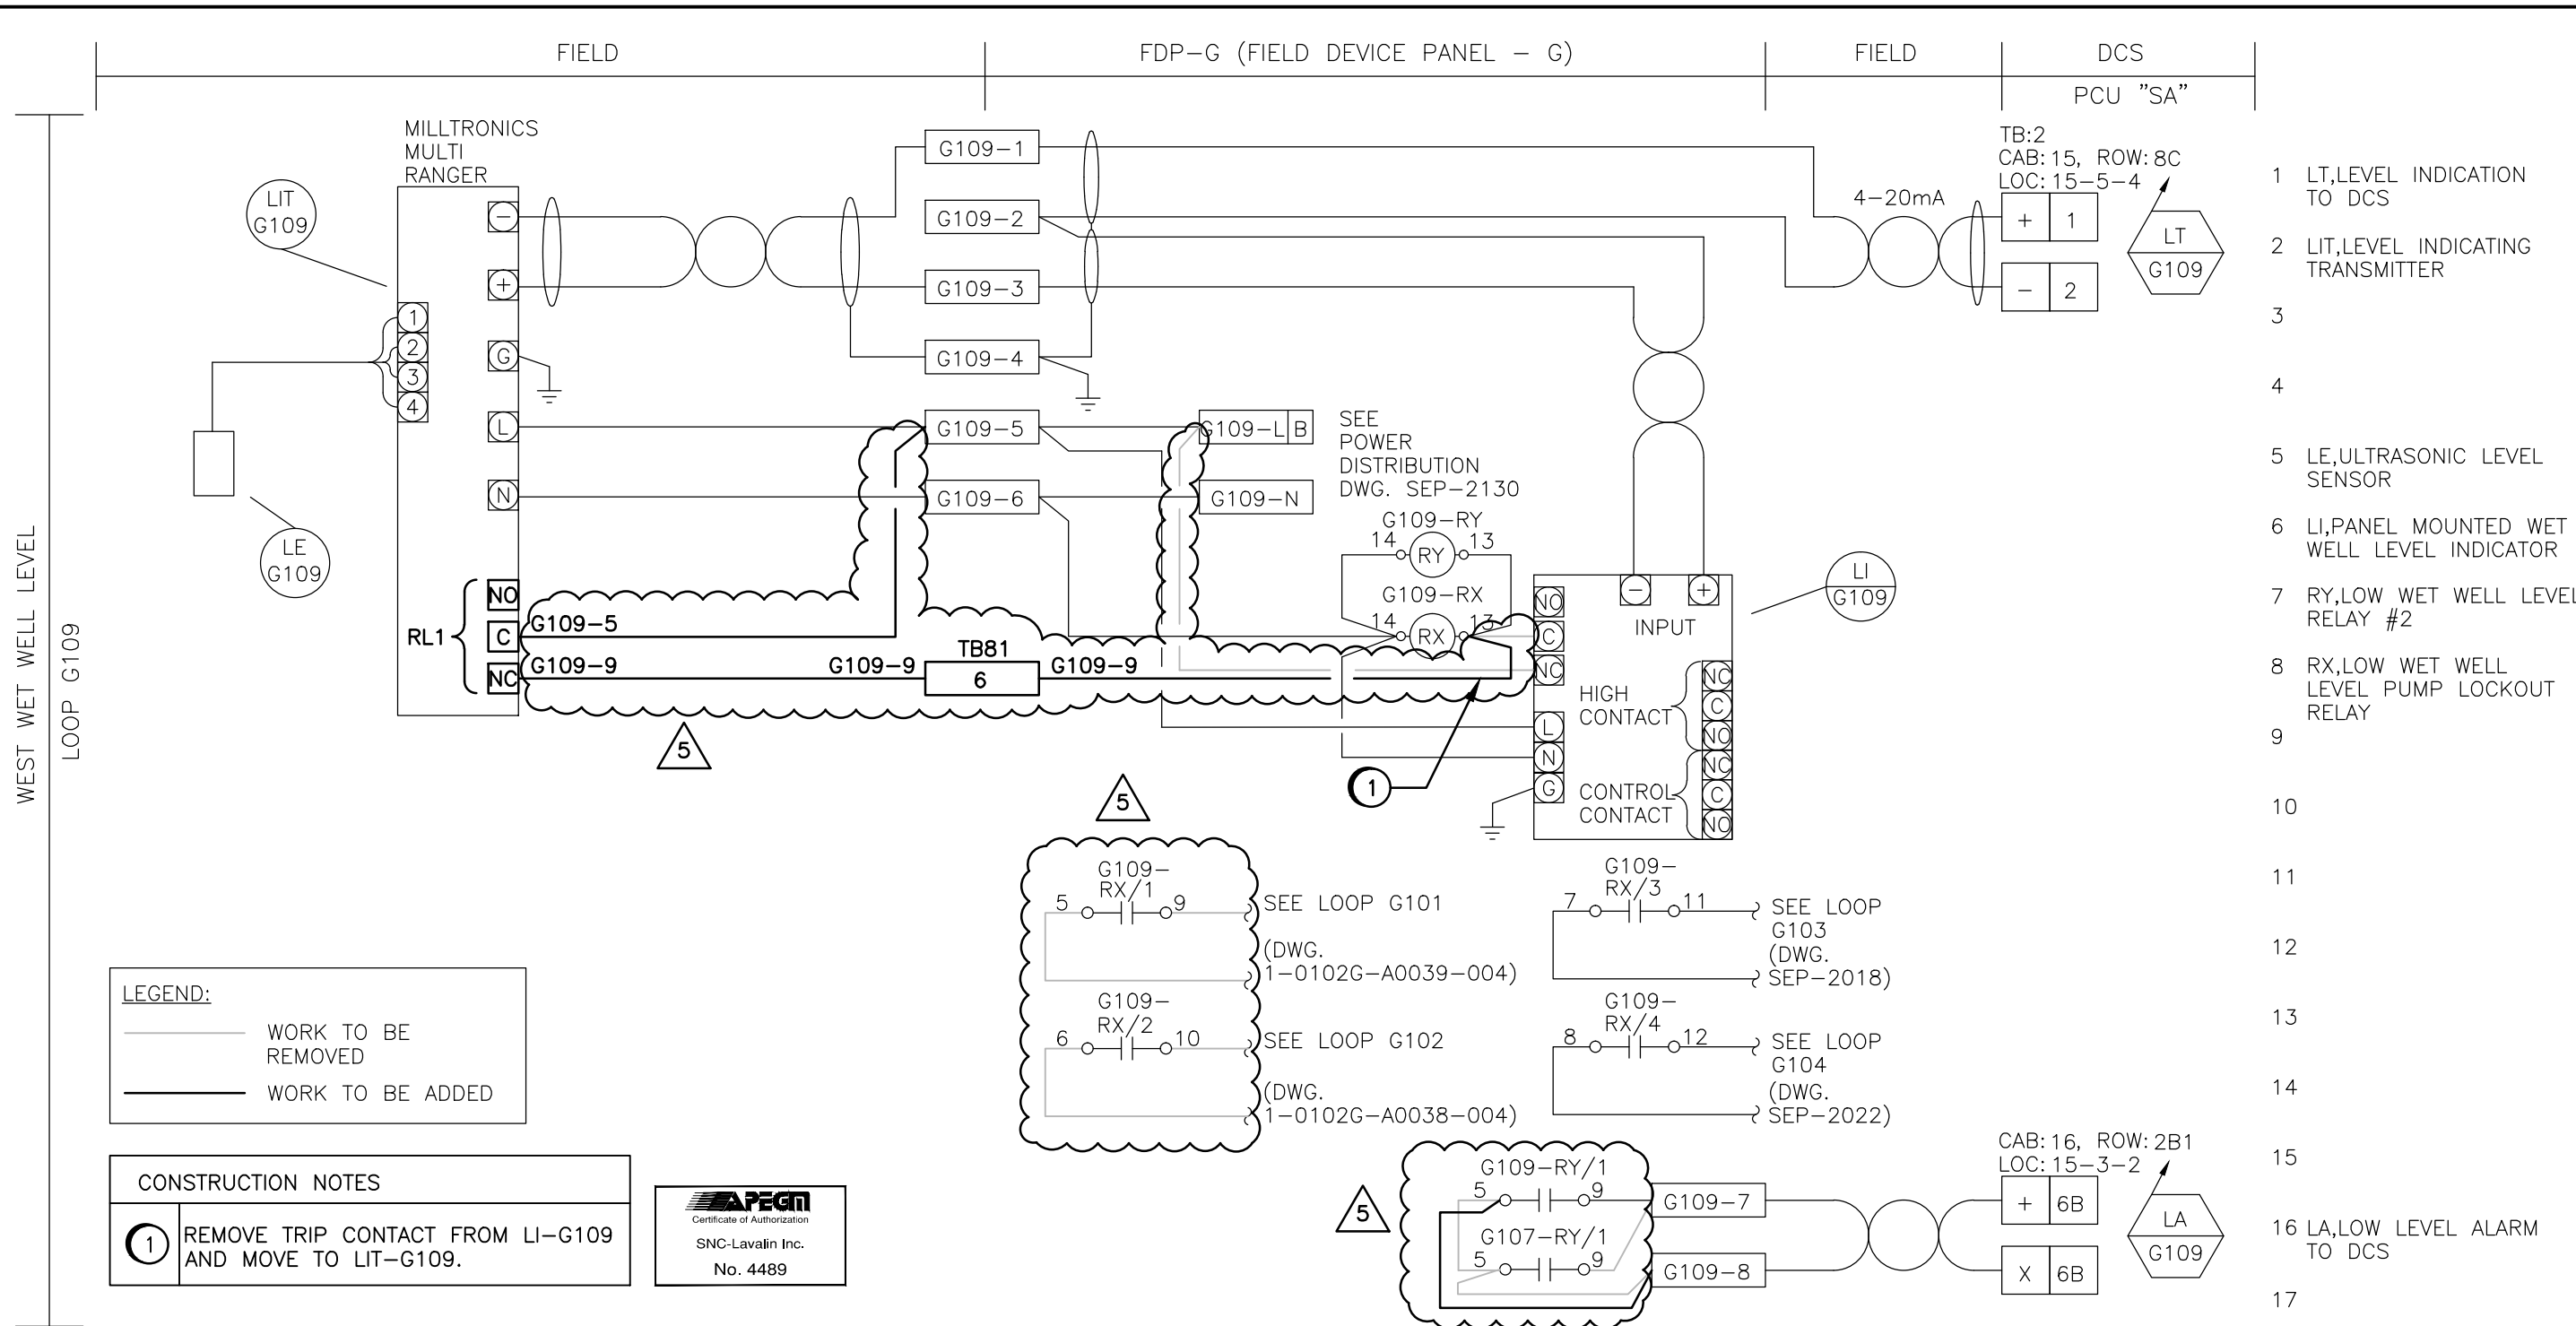 FIELD
FDP-G (FIELD DEVICE PANEL - G)
FIELD
DCS
PCU "SA"
WEST WET WELL LEVEL
LOOP G109
MILLTRONICS
MULTI
RANGER
LIT
G109
LE
G109
1
2
3
4
-
+
G
L
N
NO
C
NC
RL1
G109-1
G109-2
G109-3
G109-4
G109-5
G109-6
G109-L B
G109-N
SEE
POWER
DISTRIBUTION
DWG. SEP-2130
G109-5
G109-9
G109-9
TB81
6
G109-9
5
5
G109-RY
14 RY 13
G109-RX
14 RX 13
1
NO
C
NC
L
N
G
- +
INPUT
HIGH
CONTACT
NC
C
NO
CONTROL
CONTACT
NC
C
NO
LI
G109
4-20mA
TB:2
CAB: 15, ROW: 8C
LOC: 15-5-4
+ 1
- 2
LT
G109
1 LT,LEVEL INDICATION
TO DCS
2 LIT,LEVEL INDICATING
TRANSMITTER
3
4
5 LE,ULTRASONIC LEVEL
SENSOR
6 LI,PANEL MOUNTED WET
WELL LEVEL INDICATOR
7 RY,LOW WET WELL LEVEL
RELAY #2
8 RX,LOW WET WELL
LEVEL PUMP LOCKOUT
RELAY
9
10
11
12
13
14
15
16 LA,LOW LEVEL ALARM
TO DCS
17
G109-
RX/1
5 9
SEE LOOP G101
(DWG.
1-0102G-A0039-004)
G109-
RX/2
6 10
SEE LOOP G102
(DWG.
1-0102G-A0038-004)
G109-
RX/3
7 11
SEE LOOP
G103
(DWG.
SEP-2018)
G109-
RX/4
8 12
SEE LOOP
G104
(DWG.
SEP-2022)
5
G109-RY/1
5 9
G107-RY/1
5 9
G109-7
G109-8
CAB: 16, ROW: 2B1
LOC: 15-3-2
+ 6B
X 6B
LA
G109
LEGEND:
WORK TO BE
REMOVED
WORK TO BE ADDED
CONSTRUCTION NOTES
1 REMOVE TRIP CONTACT FROM LI-G109
AND MOVE TO LIT-G109.
APEGM
Certificate of Authorization
SNC-Lavalin Inc.
No. 4489